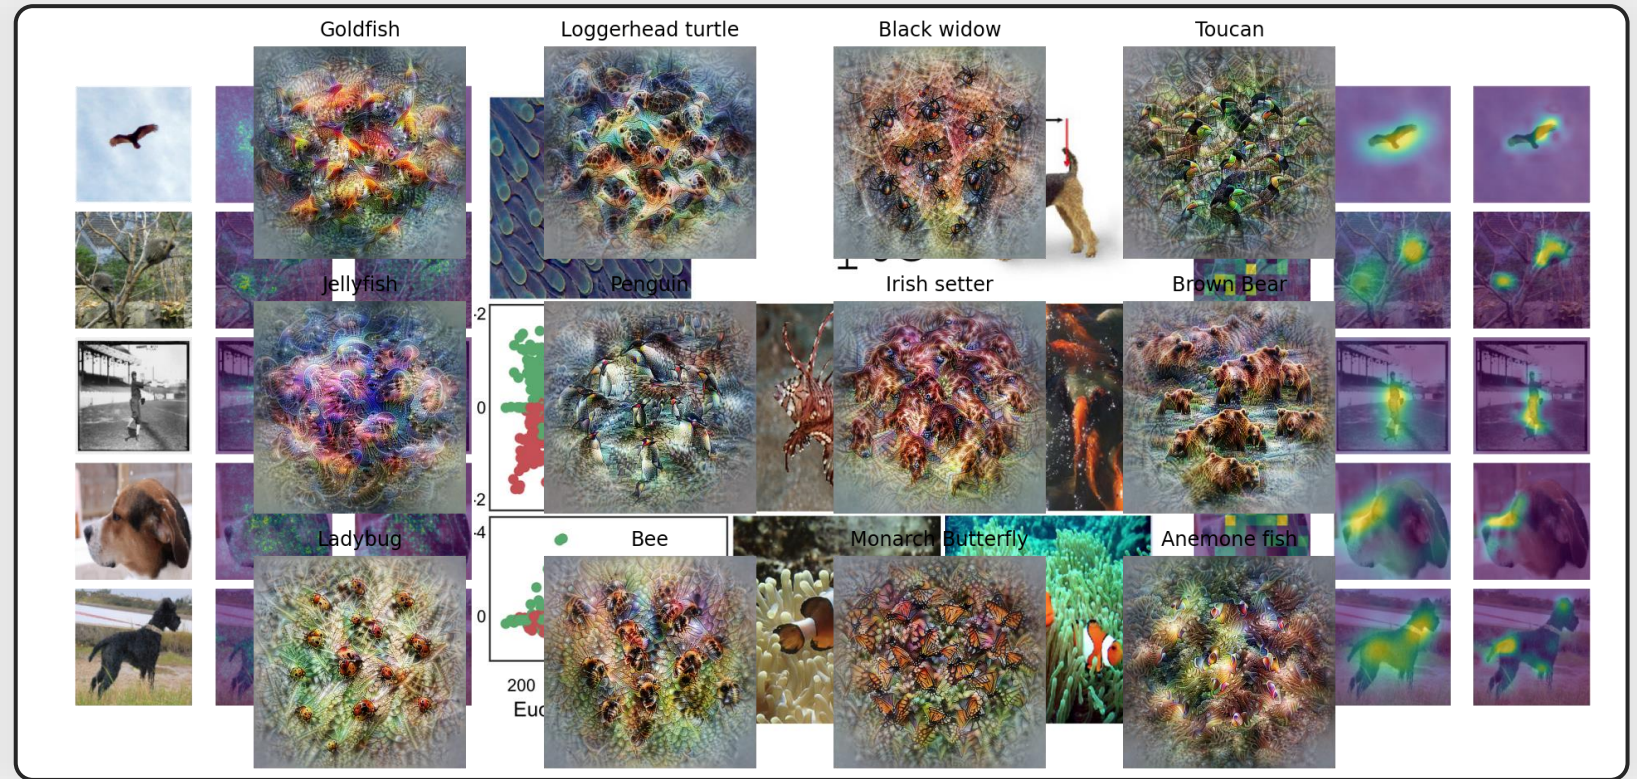 Goldfish
Loggerhead turtle
Black widow
Toucan
Jellyfish
Penguin
Irish setter
Brown Bear
-2
0
-2
Ladybug
Bee
Monarch Butterfly
Anemone fish
-4
0
200